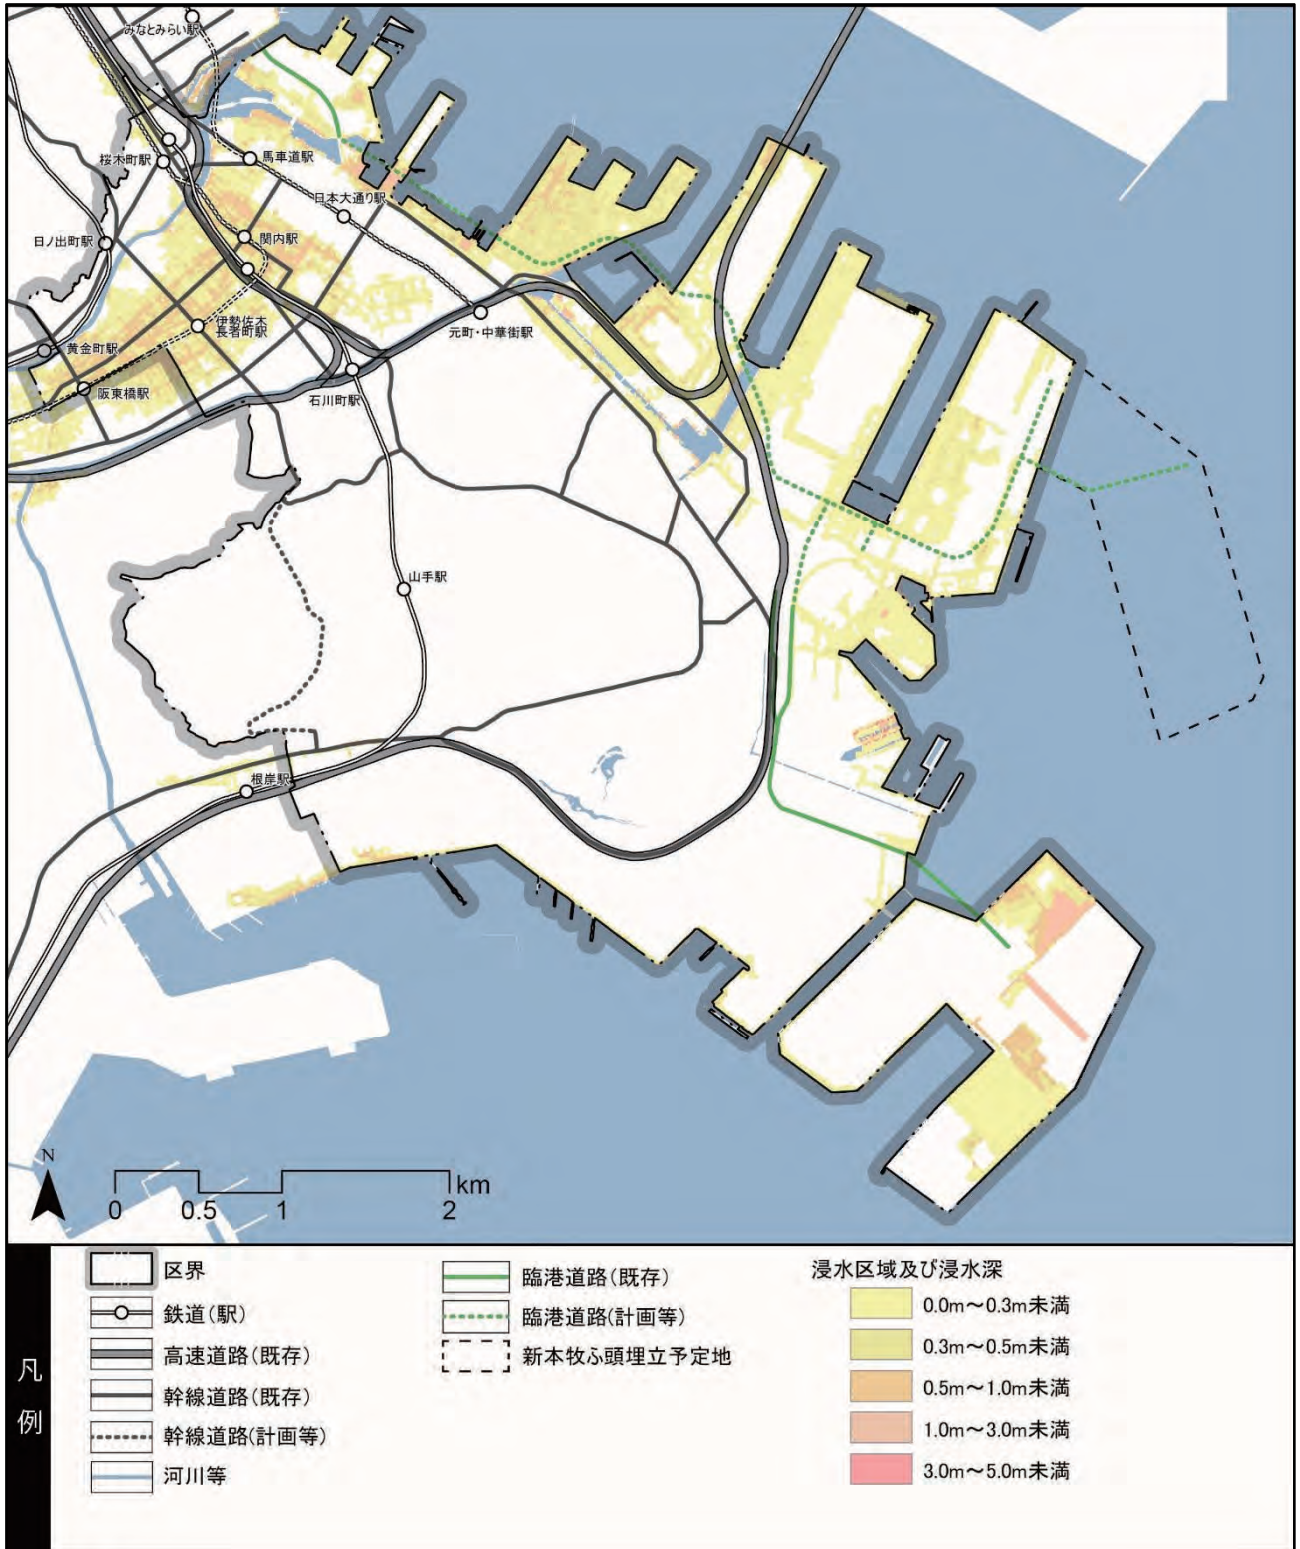 みなとみらい駅
桜木町駅
馬車道駅
日本大通り駅
日ノ出町駅
関内駅
伊勢佐木
長者町駅
元町・中華街駅
黄金町駅
阪東橋駅
石川町駅
山手駅
根岸駅
N
0 0.5 1 2 km
凡例
区界
鉄道(駅)
高速道路(既存)
幹線道路(既存)
幹線道路(計画等)
河川等
臨港道路(既存)
臨港道路(計画等)
新本牧ふ頭埋立予定地
浸水区域及び浸水深
0.0m～0.3m未満
0.3m～0.5m未満
0.5m～1.0m未満
1.0m～3.0m未満
3.0m～5.0m未満